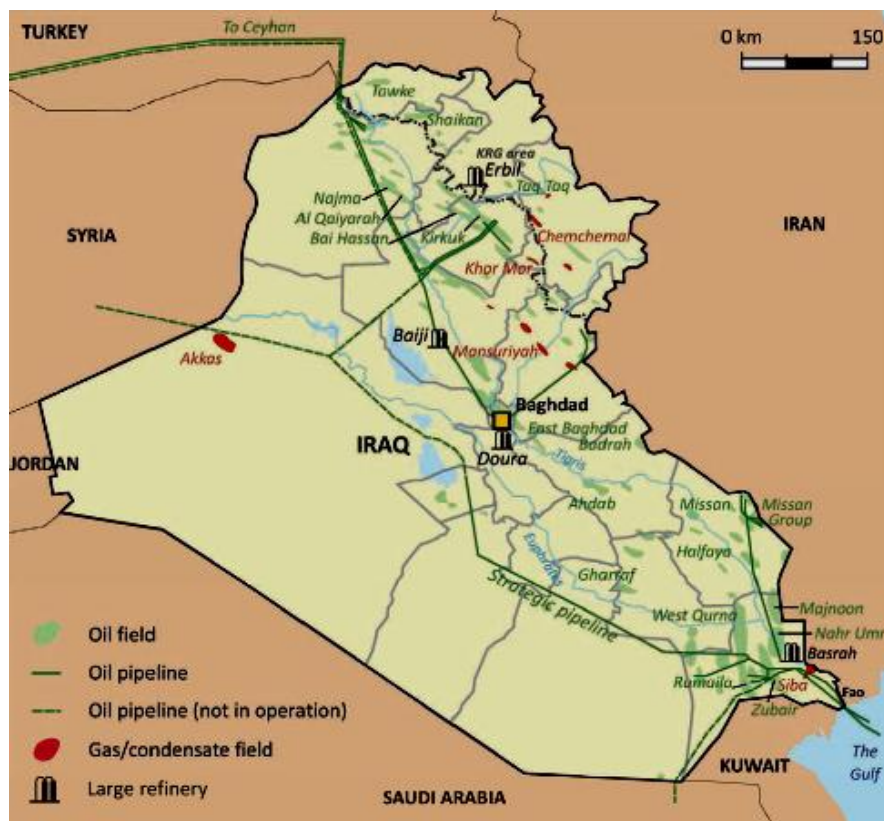 TURKEY
To Ceyhan
0 km 150
Tawke
Shaikan
KRG area
Erbil
Taq Taq
Najma
Al Qaiyarah
Bai Hassan
Kirkuk
Chemchemal
SYRIA
IRAN
Khor Mor
Baiji
Mansuriyah
Akkas
Baghdad
East Baghdad
Badrah
IRAQ
Doura
Tigris
JORDAN
Ahdab
Missan
Missan
Group
Euphrates
Halfaya
Gharraf
Strategic pipeline
West Qurna
Majnoon
Nahr Umr
Basrah
Rumaila
Siba
Fao
Zubair
The
Gulf
KUWAIT
SAUDI ARABIA
Oil field
Oil pipeline
Oil pipeline (not in operation)
Gas/condensate field
Large refinery